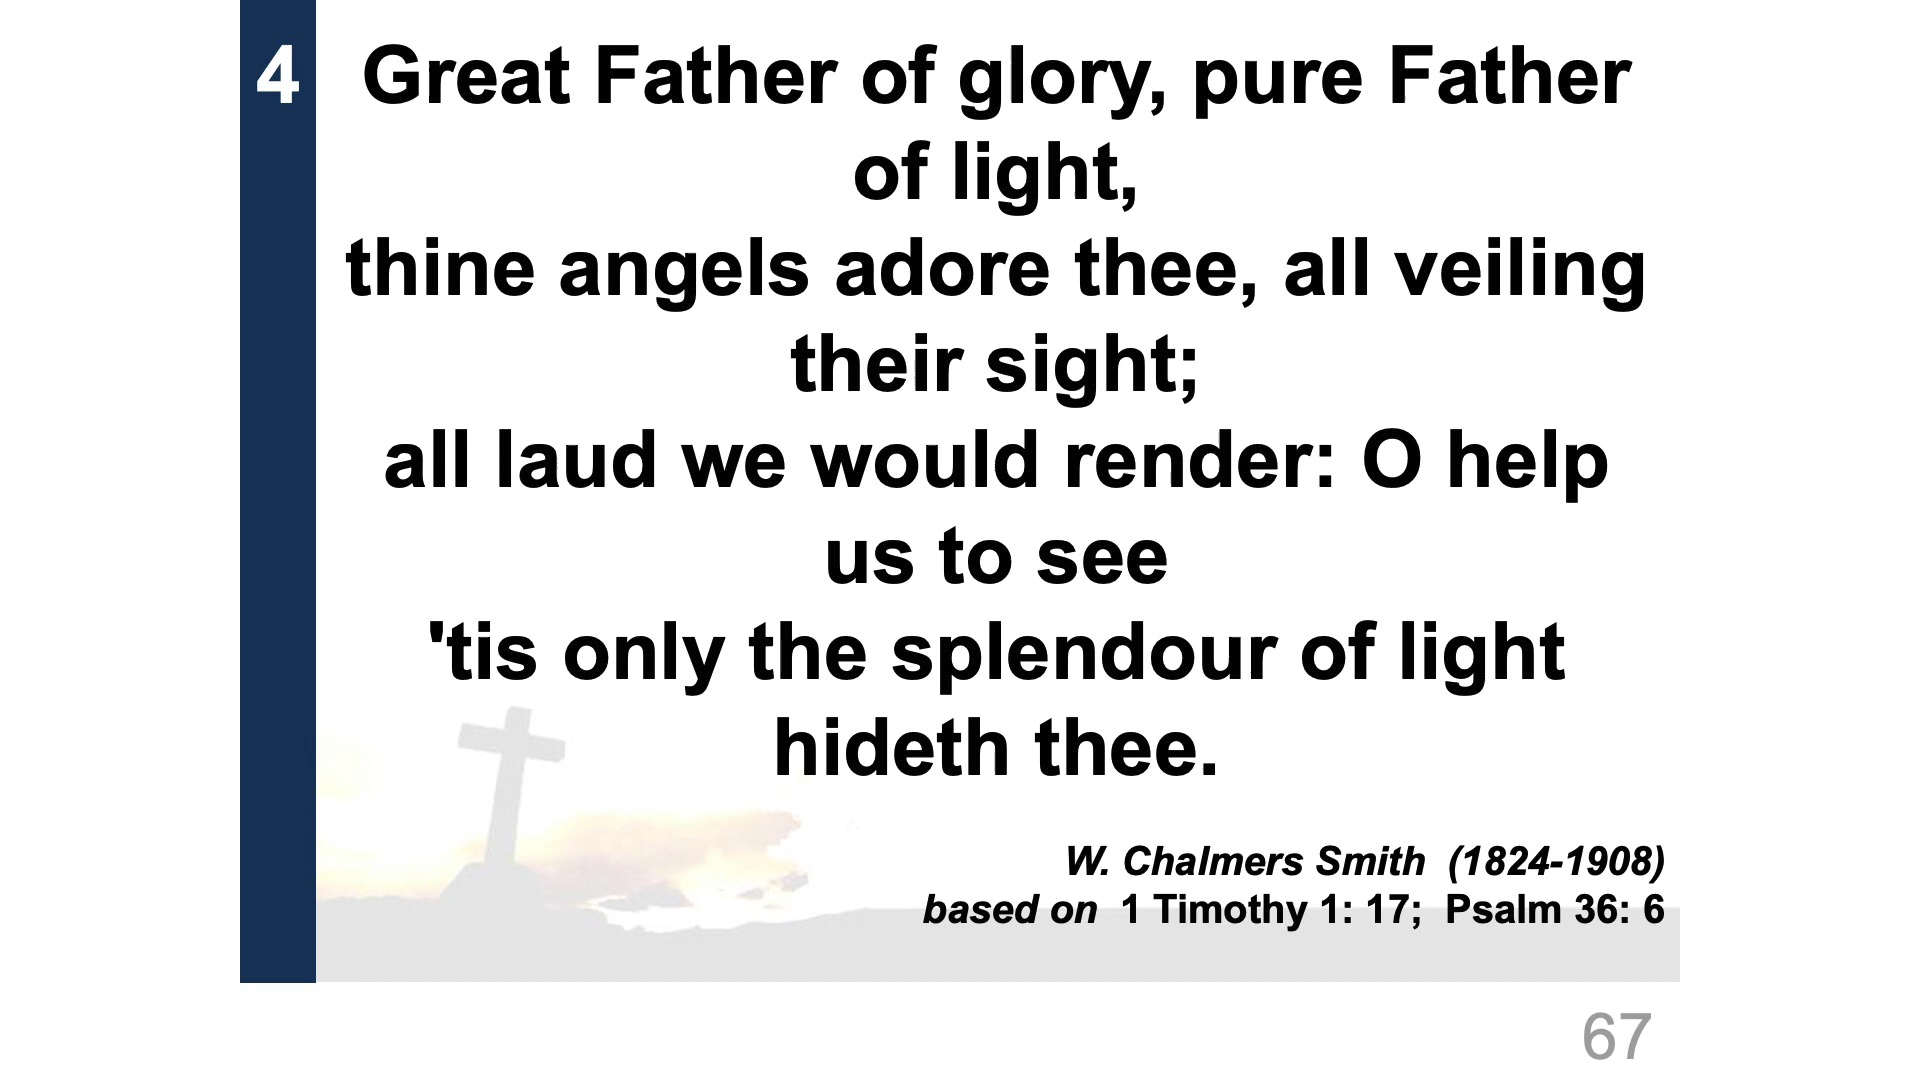 4
Great Father of glory, pure Father
of light,
thine angels adore thee, all veiling
their sight;
all laud we would render: O help
us to see
'tis only the splendour of light
hideth thee.
W. Chalmers Smith  (1824-1908)
based on  1 Timothy 1: 17;  Psalm 36: 6
67